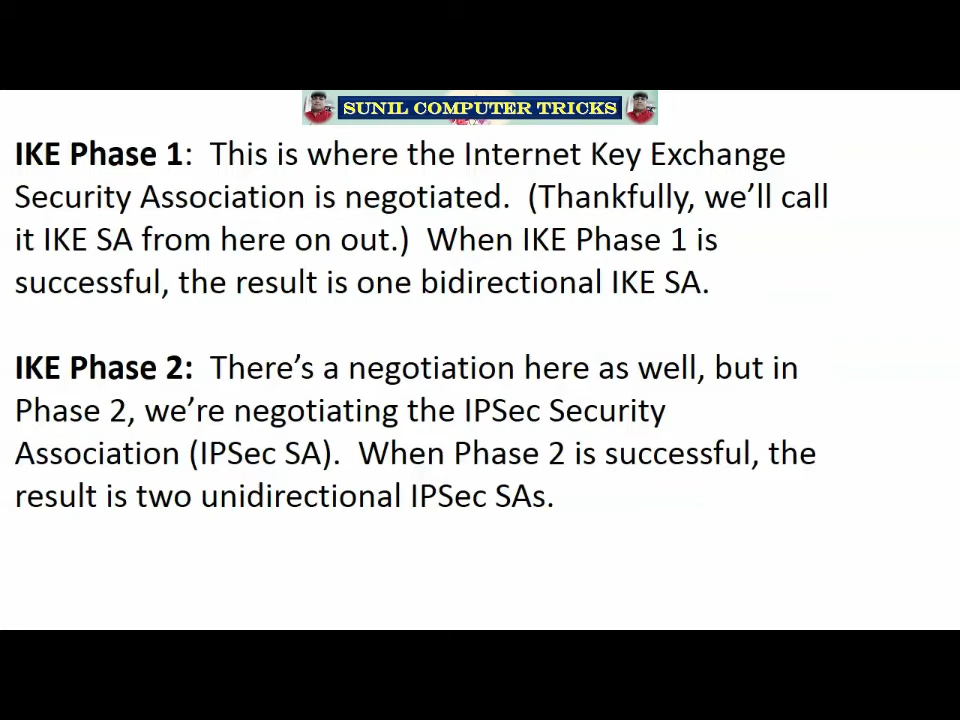 SUNIL COMPUTER TRICKS
IKE Phase 1:  This is where the Internet Key Exchange
Security Association is negotiated.  (Thankfully, we’ll call
it IKE SA from here on out.)  When IKE Phase 1 is
successful, the result is one bidirectional IKE SA.
IKE Phase 2:  There’s a negotiation here as well, but in
Phase 2, we’re negotiating the IPSec Security
Association (IPSec SA).  When Phase 2 is successful, the
result is two unidirectional IPSec SAs.